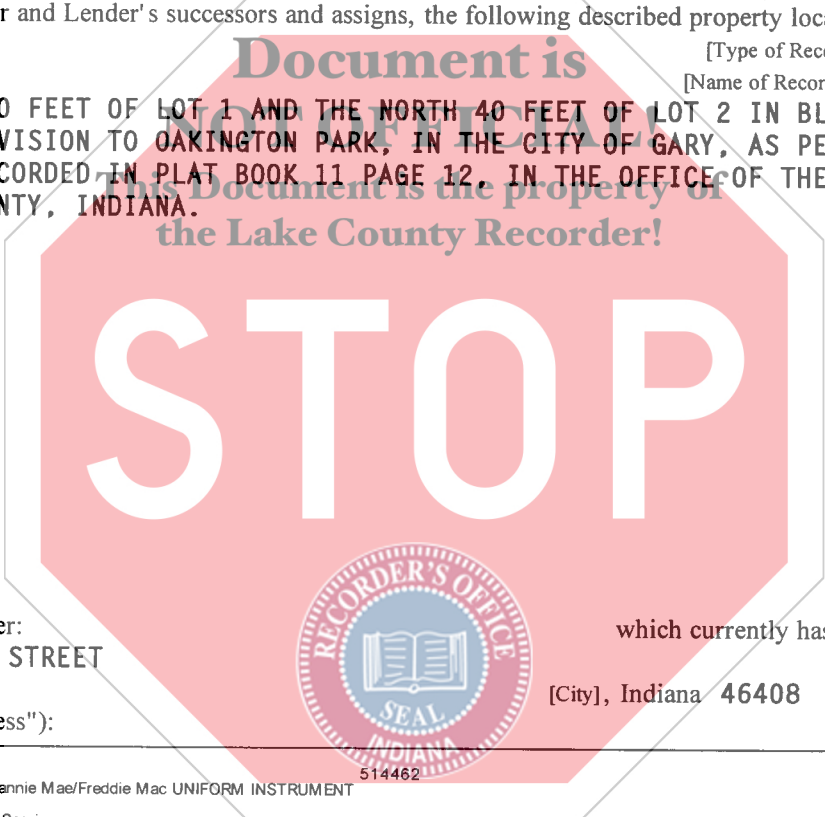 r and Lender's successors and assigns, the following described property loc
[Type of Rec
[Name of Recor
0 FEET OF LOT 1 AND THE NORTH 40 FEET OF LOT 2 IN BL
VISION TO OAKINGTON PARK, IN THE CITY OF GARY, AS PE
CORDED IN PLAT BOOK 11 PAGE 12, IN THE OFFICE OF THE
NTY, INDIANA.
Document is
NOT OFFICIAL!
This Document is the property of
the Lake County Recorder!
STOP
er:
which currently has
STREET
[City], Indiana 46408
ess"):
RECORDER'S OFFICE
SEAL
INDIANA
514462
annie Mae/Freddie Mac UNIFORM INSTRUMENT